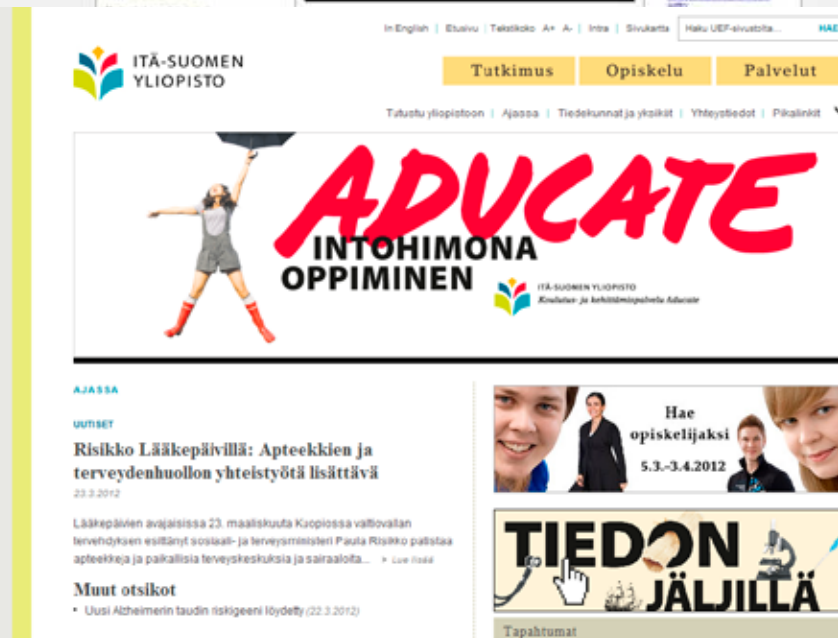 In English | Etusivu | Tekstikoko A+ A- | Intra | Sivukartta Haku UEF-sivustolta... HAE
ITÄ-SUOMEN
YLIOPISTO
Tutkimus Opiskelu Palvelut
Tutustu yliopistoon | Ajassa | Tiedekunnat ja yksiköt | Yhteystiedot | Pikalinkit
ADUCATE
INTOHIMONA
OPPIMINEN
ITÄ-SUOMEN YLIOPISTO
Koulutus- ja kehittämispalvelu Aducate
AJASSA
UUTISET
Risikko Lääkepäivillä: Apteekkien ja
terveydenhuollon yhteistyötä lisättävä
23.3.2012
Lääkepäivien avajaisissa 23. maaliskuuta Kuopiossa valtiovallan
tervehdyksen esittänyt sosiaali- ja terveysministeri Paula Risikko patistaa
apteekkeja ja paikallisia terveyskeskuksia ja sairaaloita... Lue lisää
Muut otsikot
Uusi Alzheimerin taudin riskigeeni löydetty (22.3.2012)
Hae
opiskelijaksi
5.3.–3.4.2012
TIEDON
JÄLJILLÄ
Tapahtumat